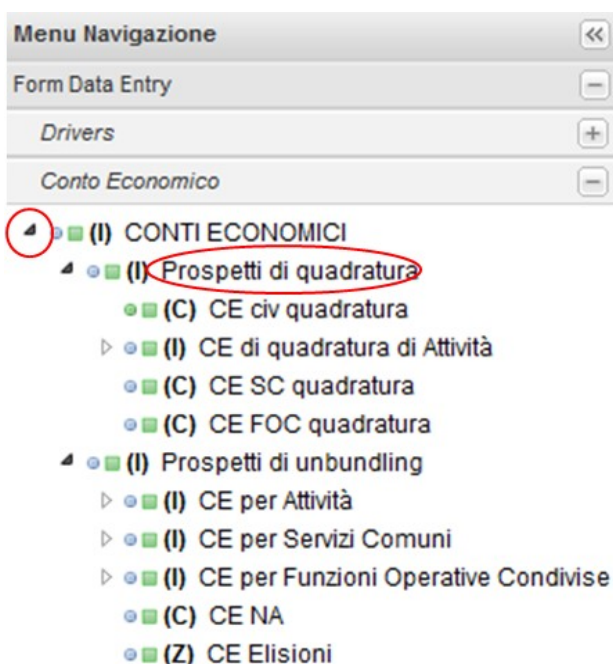 Menu Navigazione
Form Data Entry
Drivers
Conto Economico
(I) CONTI ECONOMICI
(I) Prospetti di quadratura
(C) CE civ quadratura
(I) CE di quadratura di Attività
(C) CE SC quadratura
(C) CE FOC quadratura
(I) Prospetti di unbundling
(I) CE per Attività
(I) CE per Servizi Comuni
(I) CE per Funzioni Operative Condivise
(C) CE NA
(Z) CE Elisioni